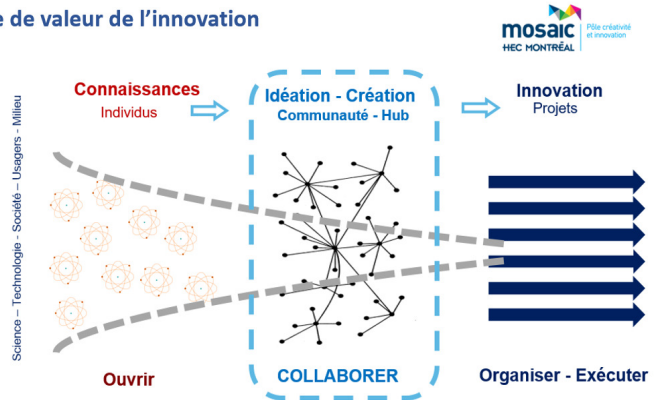 e de valeur de l'innovation
mosaic
HEC MONTRÉAL
Pôle créativité
et innovation
Connaissances
Individus
Idéation - Création
Communauté - Hub
Innovation
Projets
Science – Technologie - Société – Usagers - Milieu
Ouvrir
COLLABORER
Organiser - Exécuter